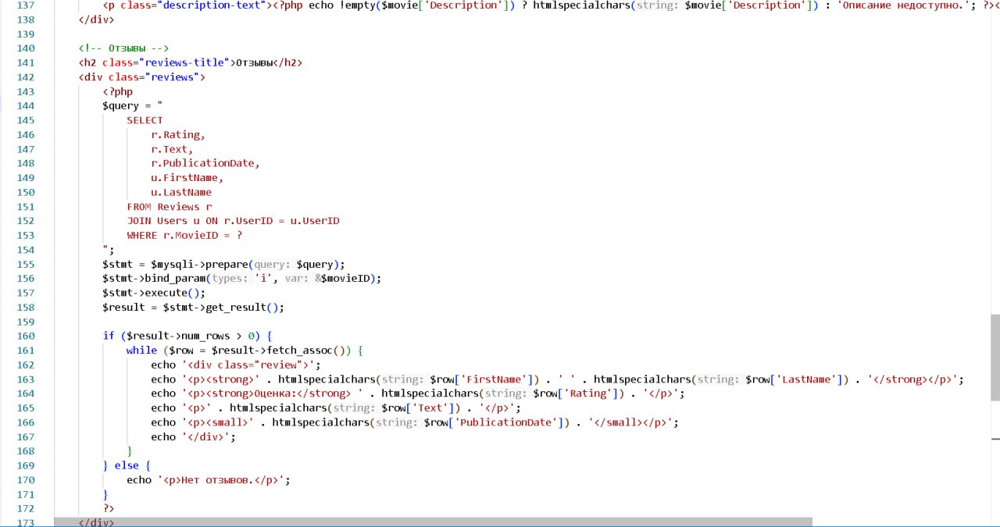 137 <p class="description-text"><?php echo !empty($movie['Description']) ? htmlspecialchars(string: $movie['Description']) : 'Описание недоступно.'; ?><
138 </div>
139
140 <!-- Отзывы -->
141 <h2 class="reviews-title">Отзывы</h2>
142 <div class="reviews">
143 <?php
144 $query = "
145 SELECT
146 r.Rating,
147 r.Text,
148 r.PublicationDate,
149 u.FirstName,
150 u.LastName
151 FROM Reviews r
152 JOIN Users u ON r.UserID = u.UserID
153 WHERE r.MovieID = ?
154 ";
155 $stmt = $mysqli->prepare(query: $query);
156 $stmt->bind_param(types: 'i', var: &$movieID);
157 $stmt->execute();
158 $result = $stmt->get_result();
159
160 if ($result->num_rows > 0) {
161 while ($row = $result->fetch_assoc()) {
162 echo '<div class="review">';
163 echo '<p><strong>' . htmlspecialchars(string: $row['FirstName']) . ' ' . htmlspecialchars(string: $row['LastName']) . '</strong></p>';
164 echo '<p><strong>Оценка:</strong> ' . htmlspecialchars(string: $row['Rating']) . '</p>';
165 echo '<p>' . htmlspecialchars(string: $row['Text']) . '</p>';
166 echo '<p><small>' . htmlspecialchars(string: $row['PublicationDate']) . '</small></p>';
167 echo '</div>';
168 }
169 } else {
170 echo '<p>Нет отзывов.</p>';
171 }
172 ?>
173 </div>